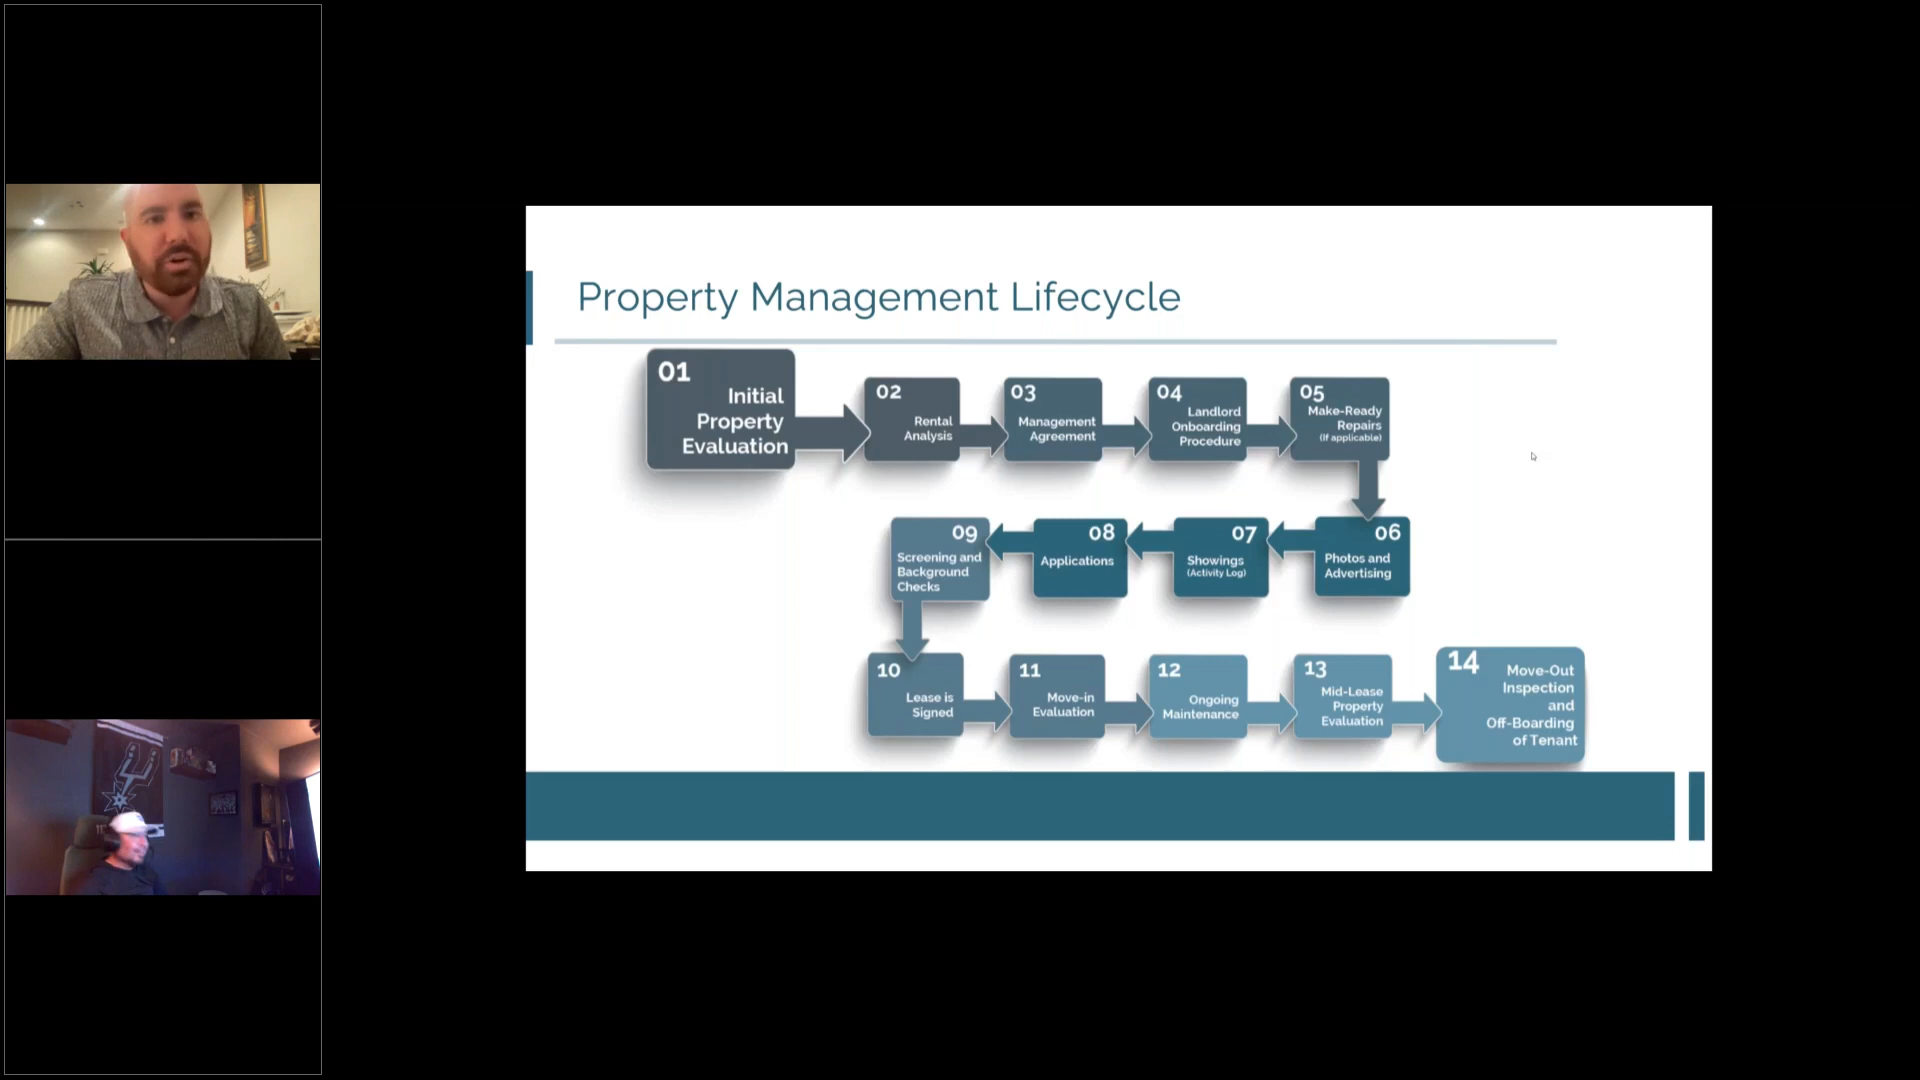 Property Management Lifecycle
01
Initial
Property
Evaluation
02
Rental
Analysis
03
Management
Agreement
04
Landlord
Onboarding
Procedure
05
Make-Ready
Repairs
(If applicable)
06
Photos and
Advertising
07
Showings
(Activity Log)
08
Applications
09
Screening and
Background
Checks
10
Lease is
Signed
11
Move-in
Evaluation
12
Ongoing
Maintenance
13
Mid-Lease
Property
Evaluation
14
Move-Out
Inspection
and
Off-Boarding
of Tenant